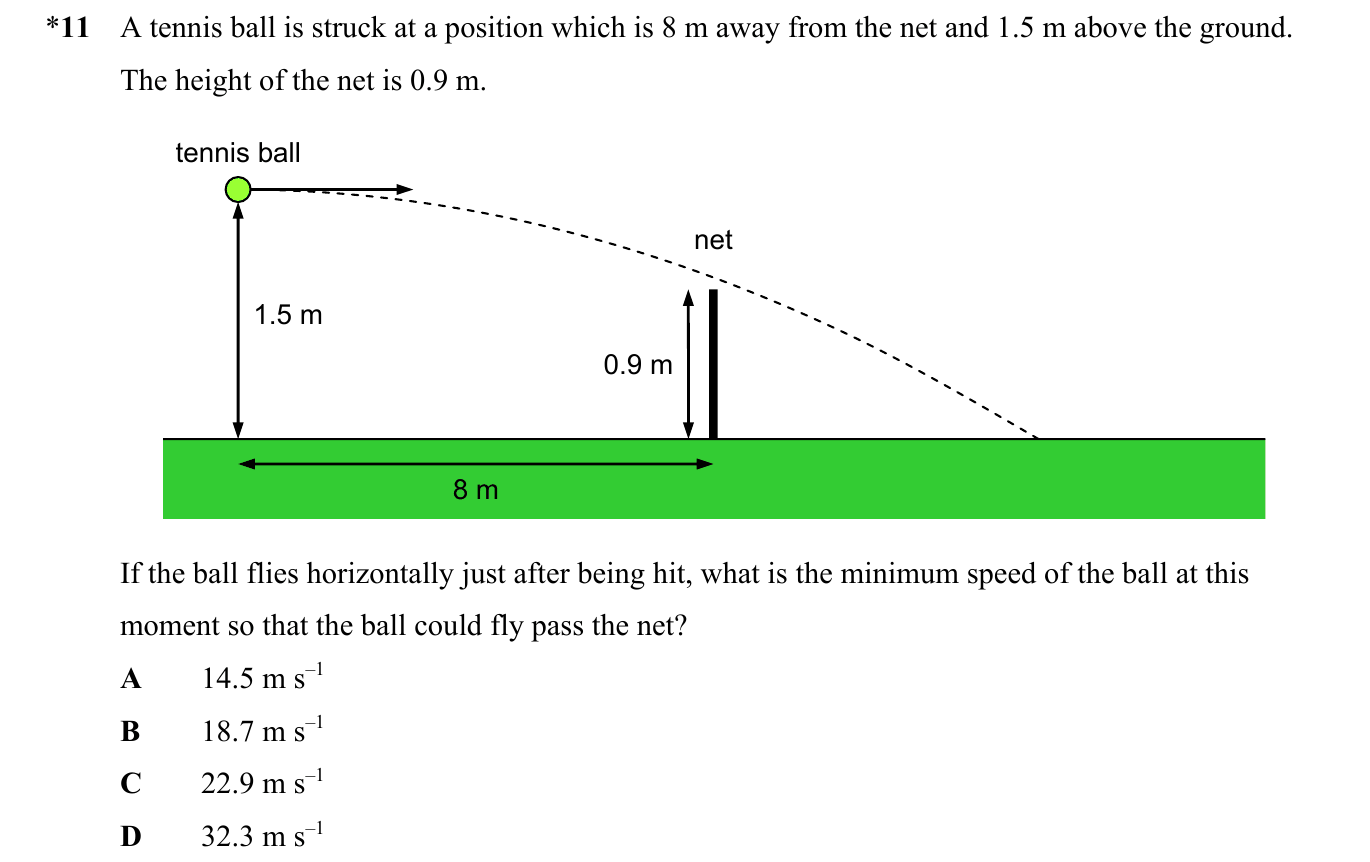 *11 A tennis ball is struck at a position which is 8 m away from the net and 1.5 m above the ground.
The height of the net is 0.9 m.
tennis ball
net
1.5 m
0.9 m
8 m
If the ball flies horizontally just after being hit, what is the minimum speed of the ball at this
moment so that the ball could fly pass the net?
A 14.5 m s⁻¹
B 18.7 m s⁻¹
C 22.9 m s⁻¹
D 32.3 m s⁻¹